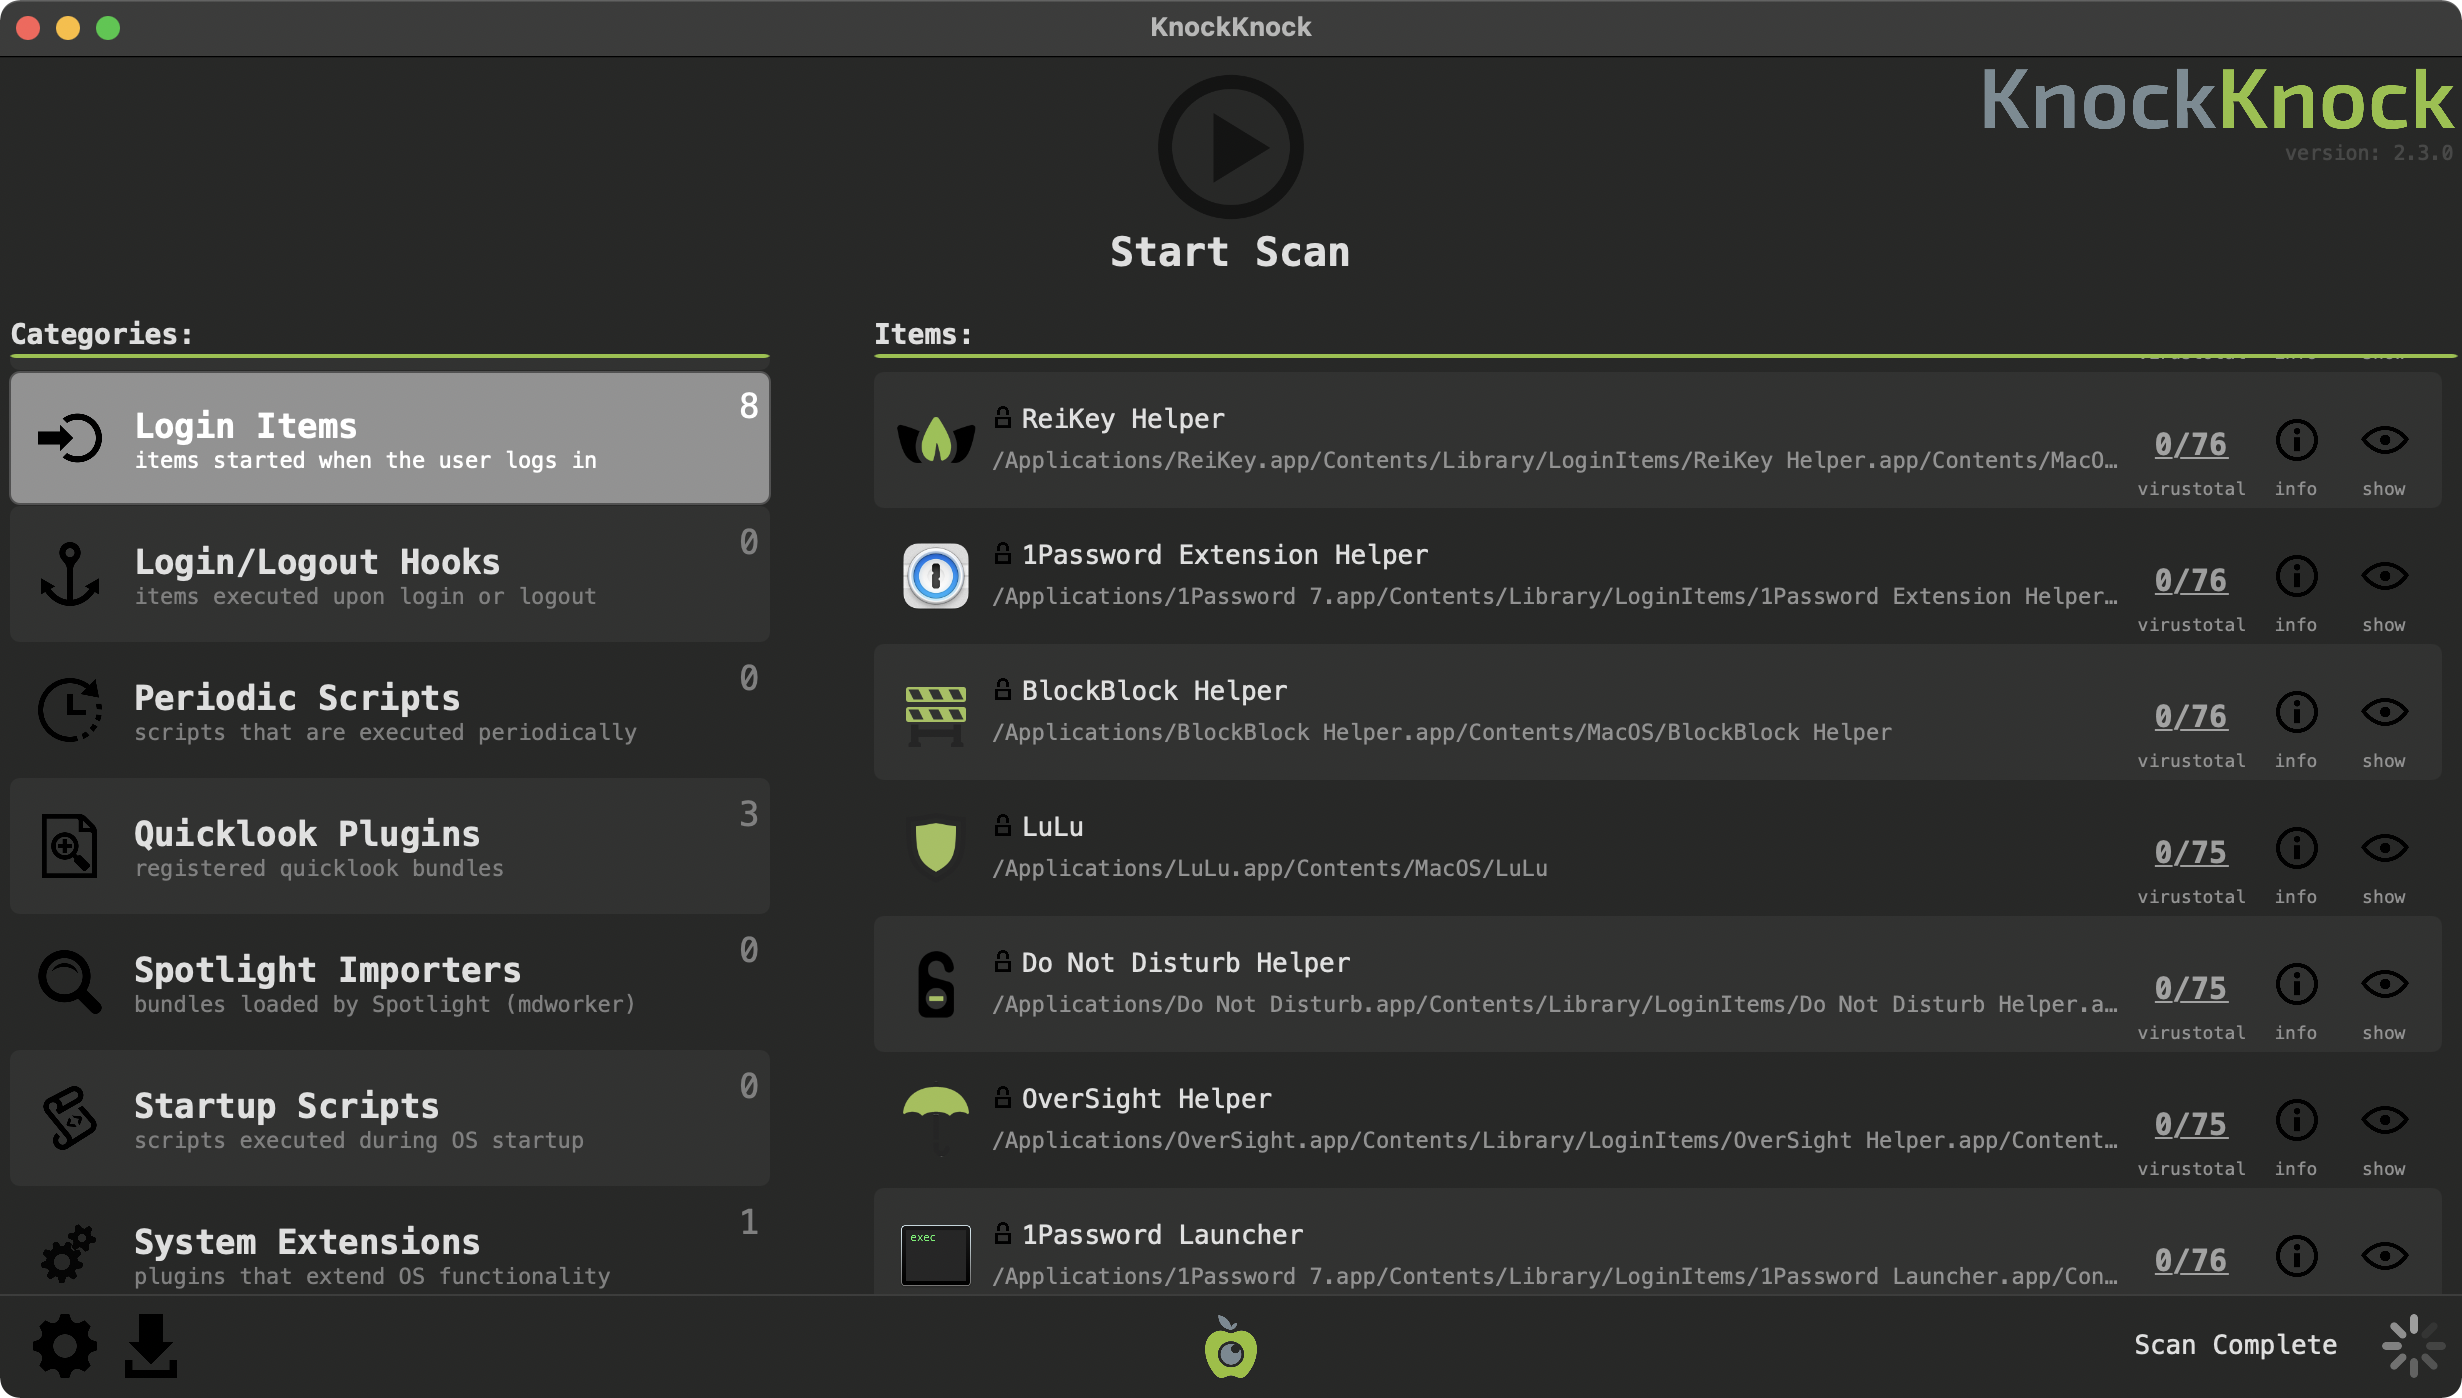 KnockKnock
KnockKnock
version: 2.3.0
Start Scan
Categories:
Login Items
8
items started when the user logs in
Login/Logout Hooks
0
items executed upon login or logout
Periodic Scripts
0
scripts that are executed periodically
Quicklook Plugins
3
registered quicklook bundles
Spotlight Importers
0
bundles loaded by Spotlight (mdworker)
Startup Scripts
0
scripts executed during OS startup
System Extensions
1
plugins that extend OS functionality
Items:
ReiKey Helper
/Applications/ReiKey.app/Contents/Library/LoginItems/ReiKey Helper.app/Contents/MacO…
0/76
virustotal info show
1Password Extension Helper
/Applications/1Password 7.app/Contents/Library/LoginItems/1Password Extension Helper…
0/76
virustotal info show
BlockBlock Helper
/Applications/BlockBlock Helper.app/Contents/MacOS/BlockBlock Helper
0/76
virustotal info show
LuLu
/Applications/LuLu.app/Contents/MacOS/LuLu
0/75
virustotal info show
Do Not Disturb Helper
/Applications/Do Not Disturb.app/Contents/Library/LoginItems/Do Not Disturb Helper.a…
0/75
virustotal info show
OverSight Helper
/Applications/OverSight.app/Contents/Library/LoginItems/OverSight Helper.app/Content…
0/75
virustotal info show
exec
1Password Launcher
/Applications/1Password 7.app/Contents/Library/LoginItems/1Password Launcher.app/Con…
0/76
Scan Complete